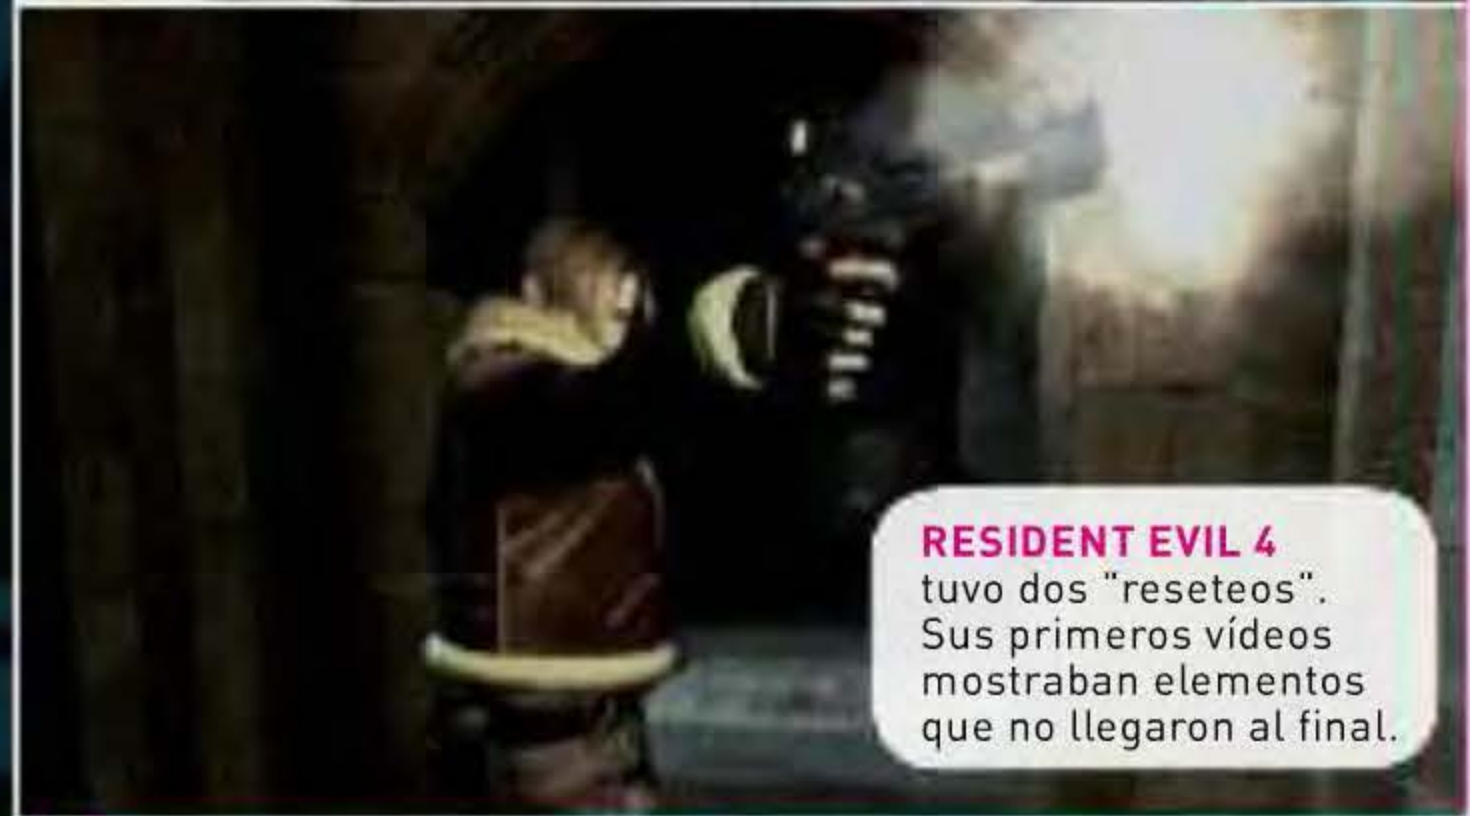 RESIDENT EVIL 4
tuvo dos "reseteos".
Sus primeros vídeos
mostraban elementos
que no llegaron al final.